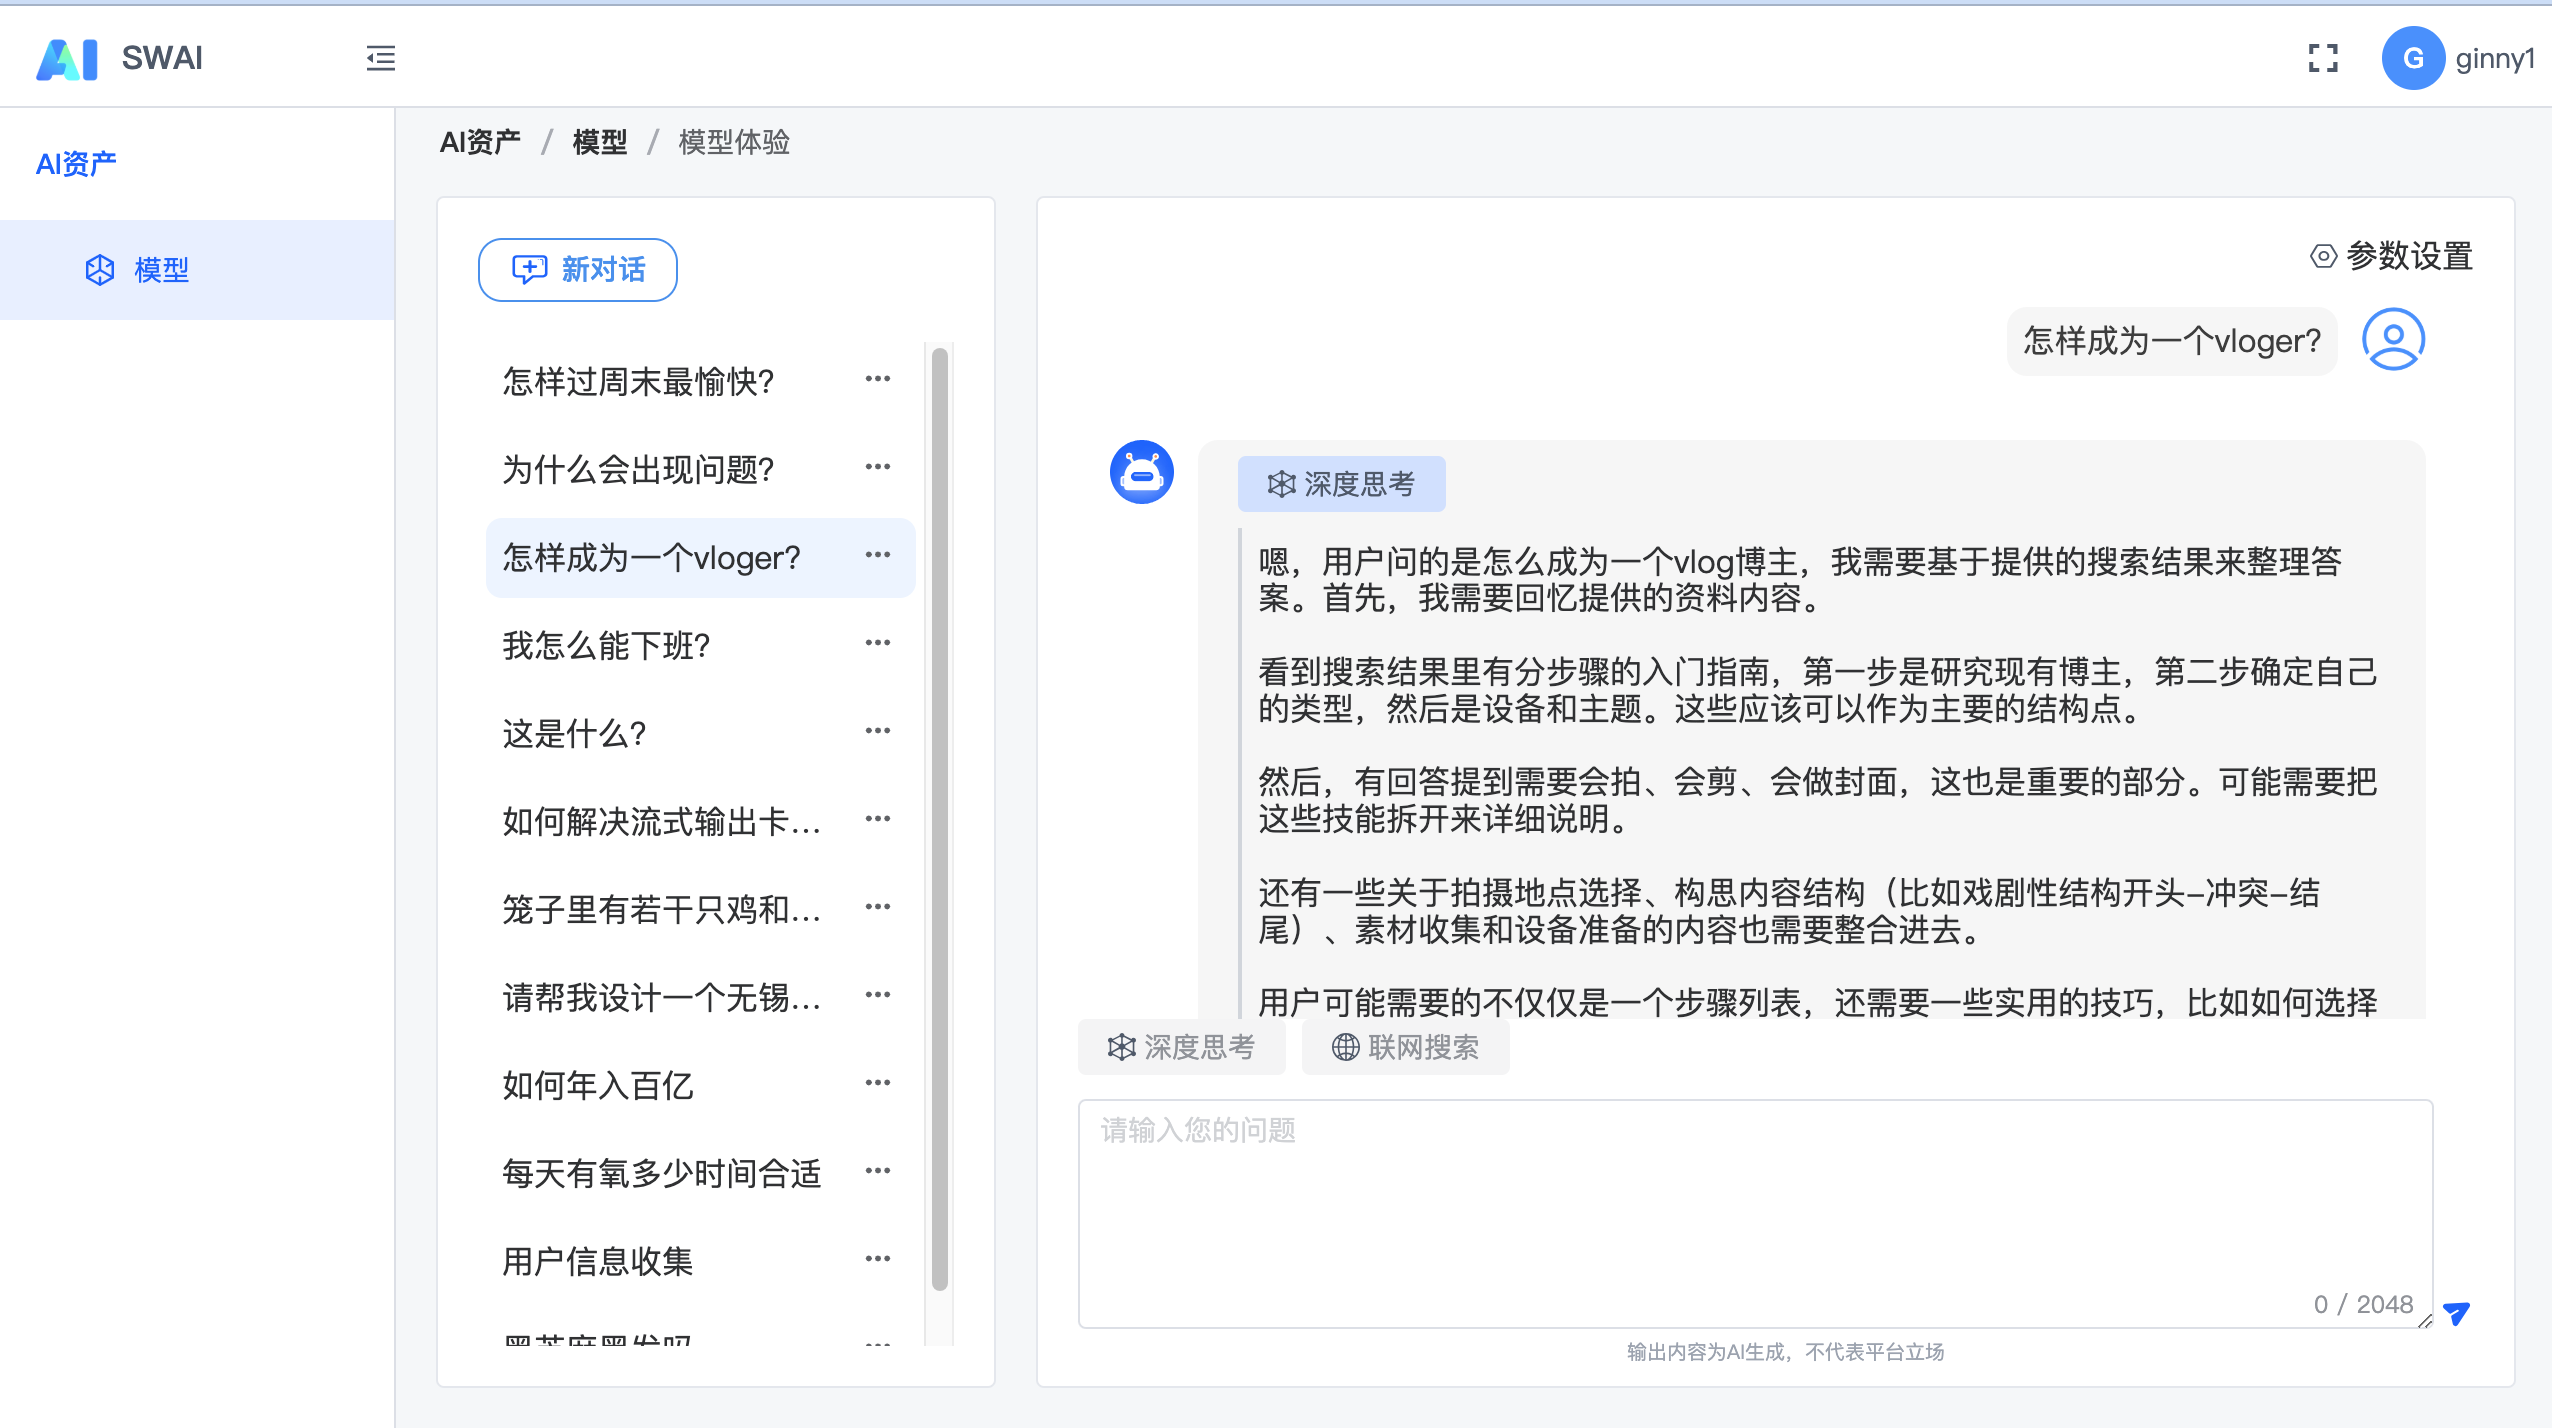 SWAI
G ginny1
AI资产
模型
AI资产 / 模型 / 模型体验
新对话
怎样过周末最愉快?
为什么会出现问题?
怎样成为一个vloger?
我怎么能下班?
这是什么?
如何解决流式输出卡...
笼子里有若干只鸡和...
请帮我设计一个无锡...
如何年入百亿
每天有氧多少时间合适
用户信息收集
参数设置
怎样成为一个vloger?
深度思考
嗯，用户问的是怎么成为一个vlog博主，我需要基于提供的搜索结果来整理答
案。首先，我需要回忆提供的资料内容。
看到搜索结果里有分步骤的入门指南，第一步是研究现有博主，第二步确定自己
的类型，然后是设备和主题。这些应该可以作为主要的结构点。
然后，有回答提到需要会拍、会剪、会做封面，这也是重要的部分。可能需要把
这些技能拆开来详细说明。
还有一些关于拍摄地点选择、构思内容结构（比如戏剧性结构开头–冲突–结
尾）、素材收集和设备准备的内容也需要整合进去。
用户可能需要的不仅仅是一个步骤列表，还需要一些实用的技巧，比如如何选择
深度思考 联网搜索
请输入您的问题
0 / 2048
输出内容为AI生成，不代表平台立场